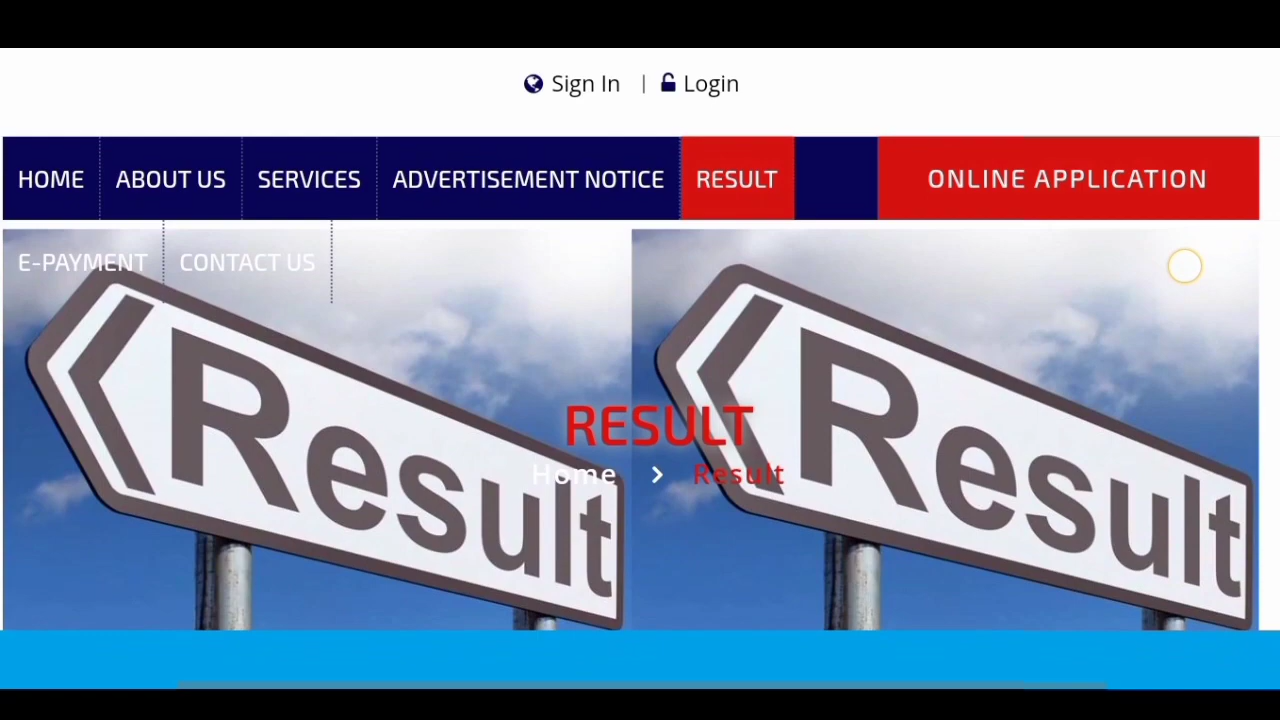 Sign In | Login
HOME ABOUT US SERVICES ADVERTISEMENT NOTICE RESULT ONLINE APPLICATION
E-PAYMENT CONTACT US
Result Result
RESULT
Home > Result